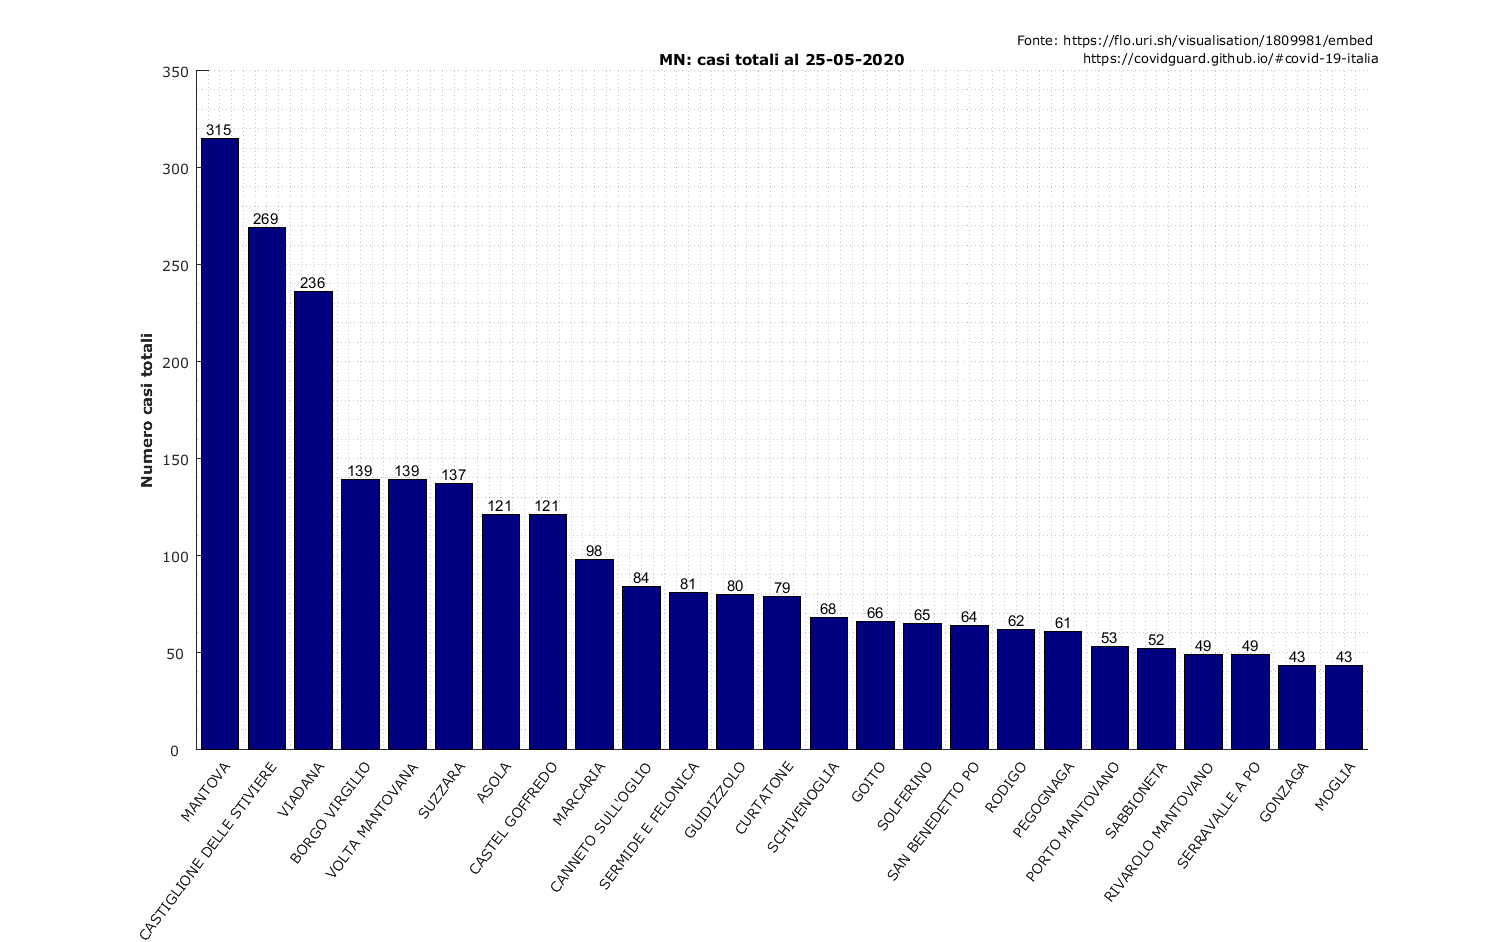 Fonte: https://flo.uri.sh/visualisation/1809981/embed
https://covidguard.github.io/#covid-19-italia
MN: casi totali al 25-05-2020
Numero casi totali
350
300
250
200
150
100
50
0
315
269
236
139
139
137
121
121
98
84
81
80
79
68
66
65
64
62
61
53
52
49
49
43
43
MANTOVA
CASTIGLIONE DELLE STIVIERE
VIADANA
BORGO VIRGILIO
VOLTA MANTOVANA
SUZZARA
ASOLA
CASTEL GOFFREDO
MARCARIA
CANNETO SULL'OGLIO
SERMIDE E FELONICA
GUIDIZZOLO
CURTATONE
SCHIVENOGLIA
GOITO
SOLFERINO
SAN BENEDETTO PO
RODIGO
PEGOGNAGA
PORTO MANTOVANO
SABBIONETA
RIVAROLO MANTOVANO
SERRAVALLE A PO
GONZAGA
MOGLIA